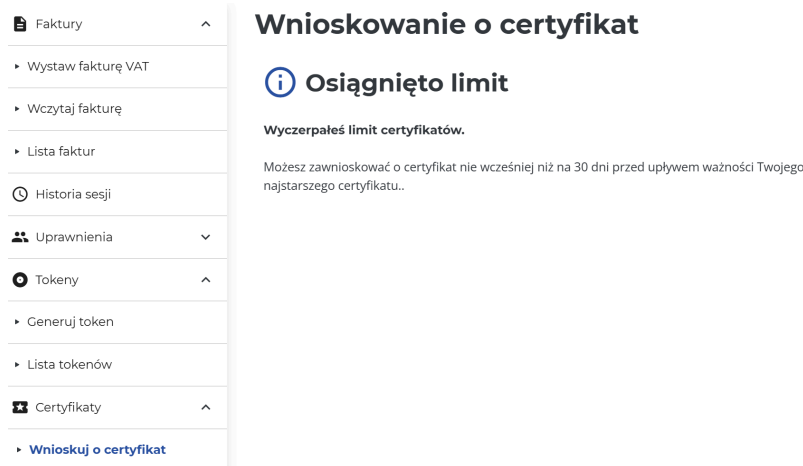 Faktury
Wystaw fakturę VAT
Wczytaj fakturę
Lista faktur
Historia sesji
Uprawnienia
Tokeny
Generuj token
Lista tokenów
Certyfikaty
Wnioskuj o certyfikat
Wnioskowanie o certyfikat
Osiągnięto limit
Wyczerpałeś limit certyfikatów.
Możesz zawnioskować o certyfikat nie wcześniej niż na 30 dni przed upływem ważności Twojego
najstarszego certyfikatu..